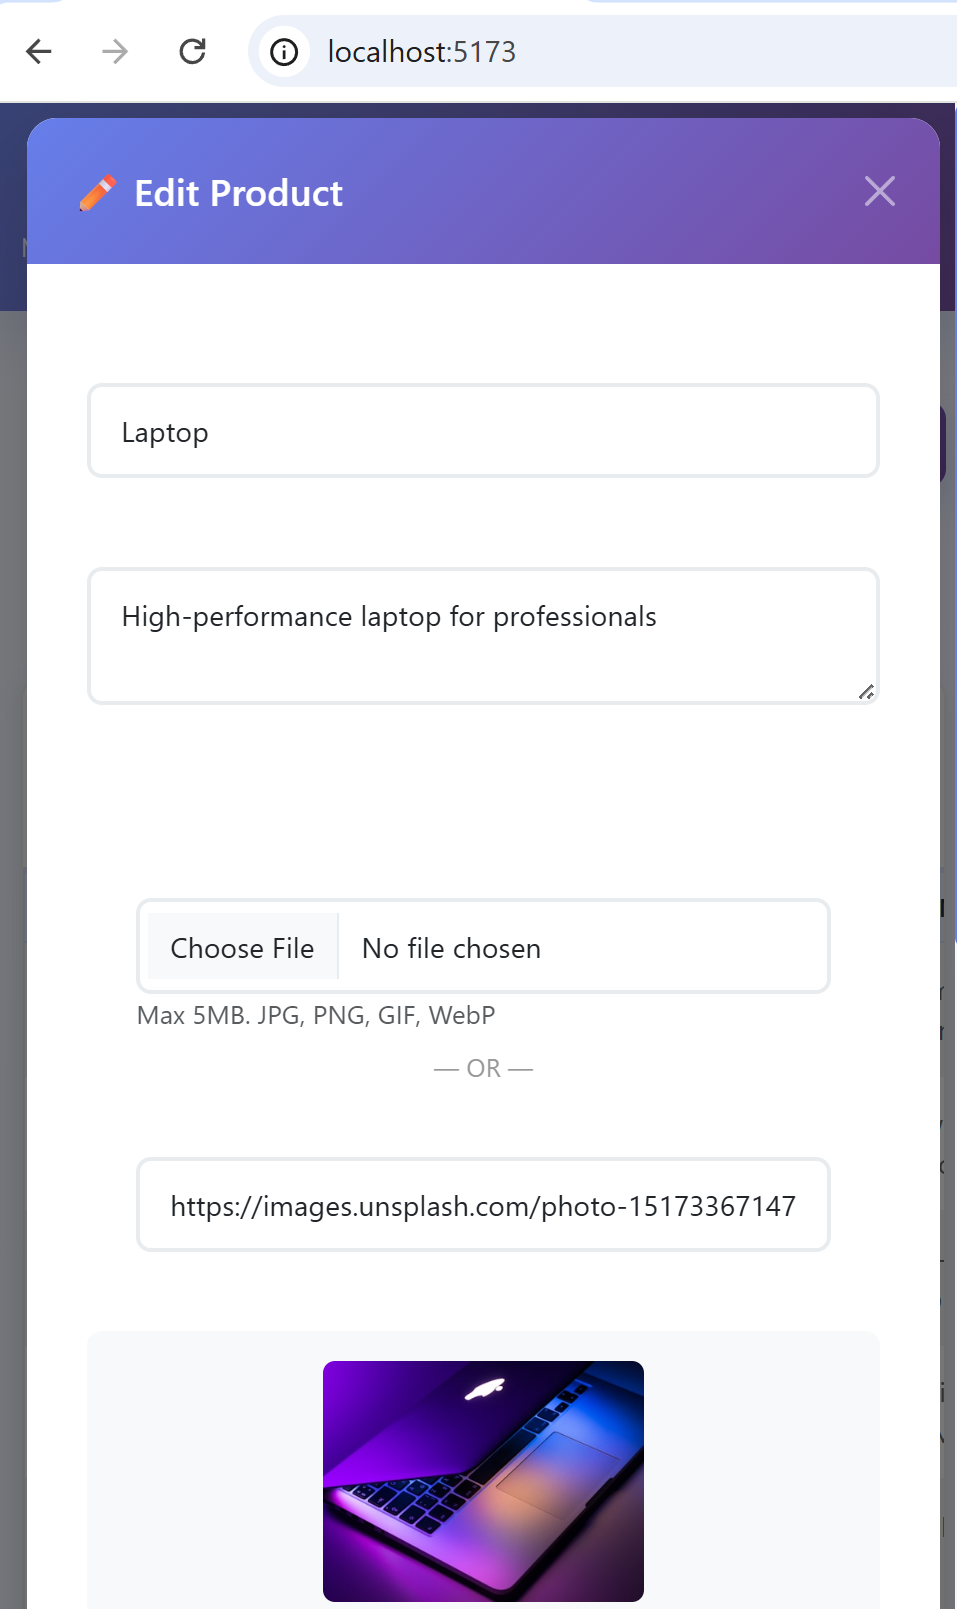 localhost:5173
Edit Product
Laptop
High-performance laptop for professionals
Choose File No file chosen
Max 5MB. JPG, PNG, GIF, WebP
— OR —
https://images.unsplash.com/photo-15173367147